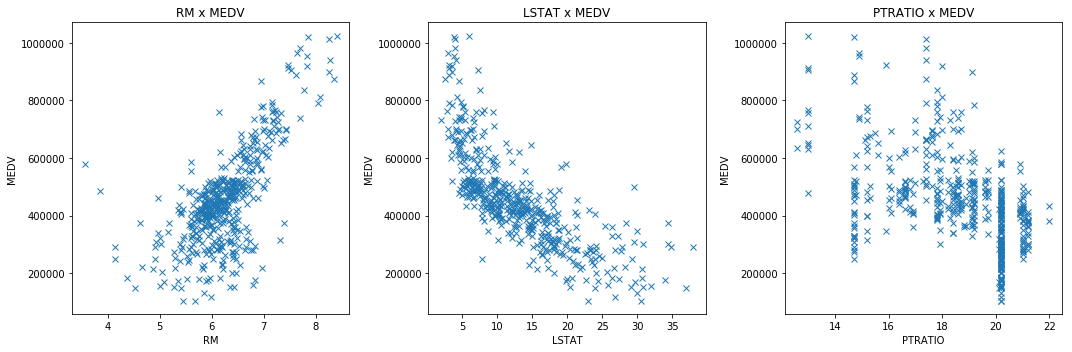 RM x MEDV
1000000
800000
600000
400000
200000
MEDV
4 5 6 7 8
RM
LSTAT x MEDV
1000000
800000
600000
400000
200000
MEDV
5 10 15 20 25 30 35
LSTAT
PTRATIO x MEDV
1000000
800000
600000
400000
200000
MEDV
14 16 18 20 22
PTRATIO